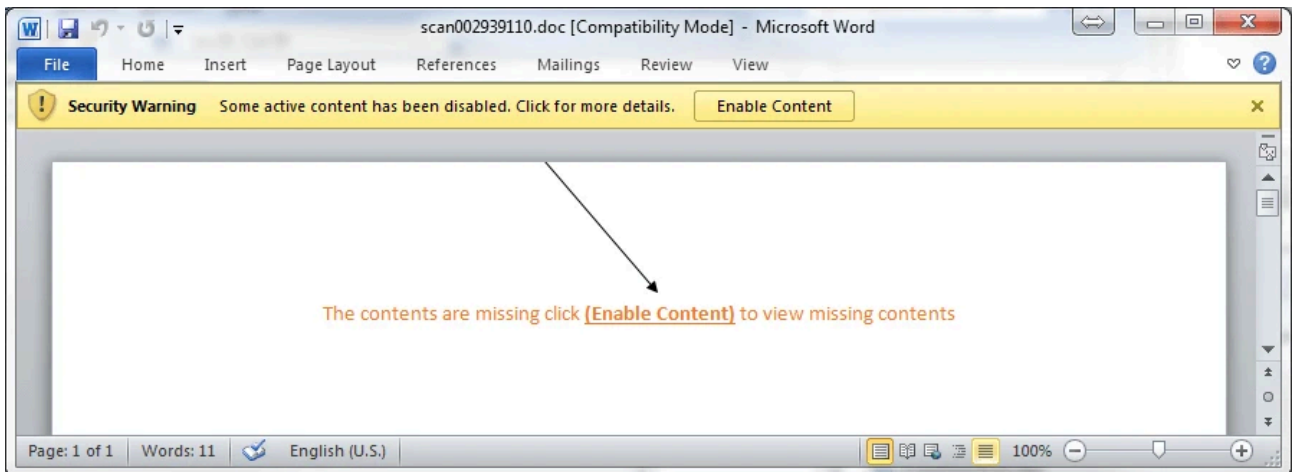 scan002939110.doc [Compatibility Mode] - Microsoft Word
File Home Insert Page Layout References Mailings Review View
Security Warning Some active content has been disabled. Click for more details. Enable Content
The contents are missing click (Enable Content) to view missing contents
Page: 1 of 1 Words: 11 English (U.S.) 100%